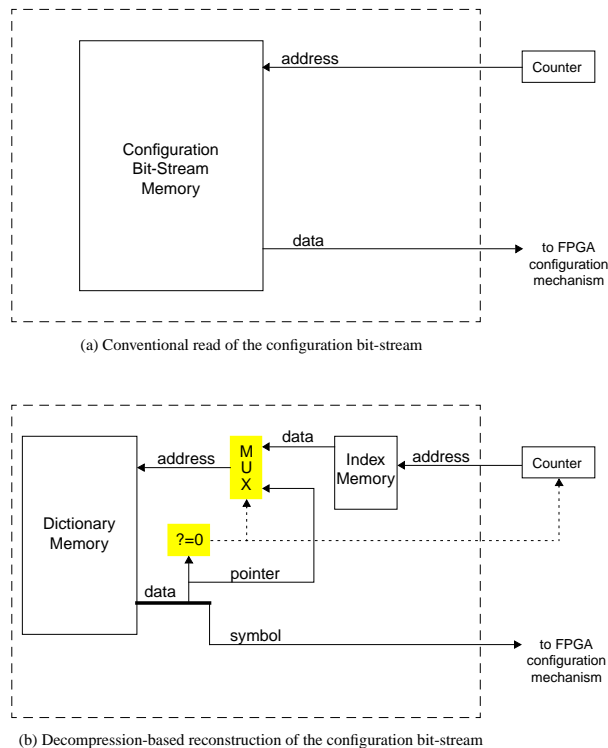 address
Counter
Configuration
Bit-Stream
Memory
data
to FPGA
configuration
mechanism
(a) Conventional read of the configuration bit-stream
M
U
X
data
address
Index
Memory
address
Counter
Dictionary
Memory
?=0
data
pointer
symbol
to FPGA
configuration
mechanism
(b) Decompression-based reconstruction of the configuration bit-stream